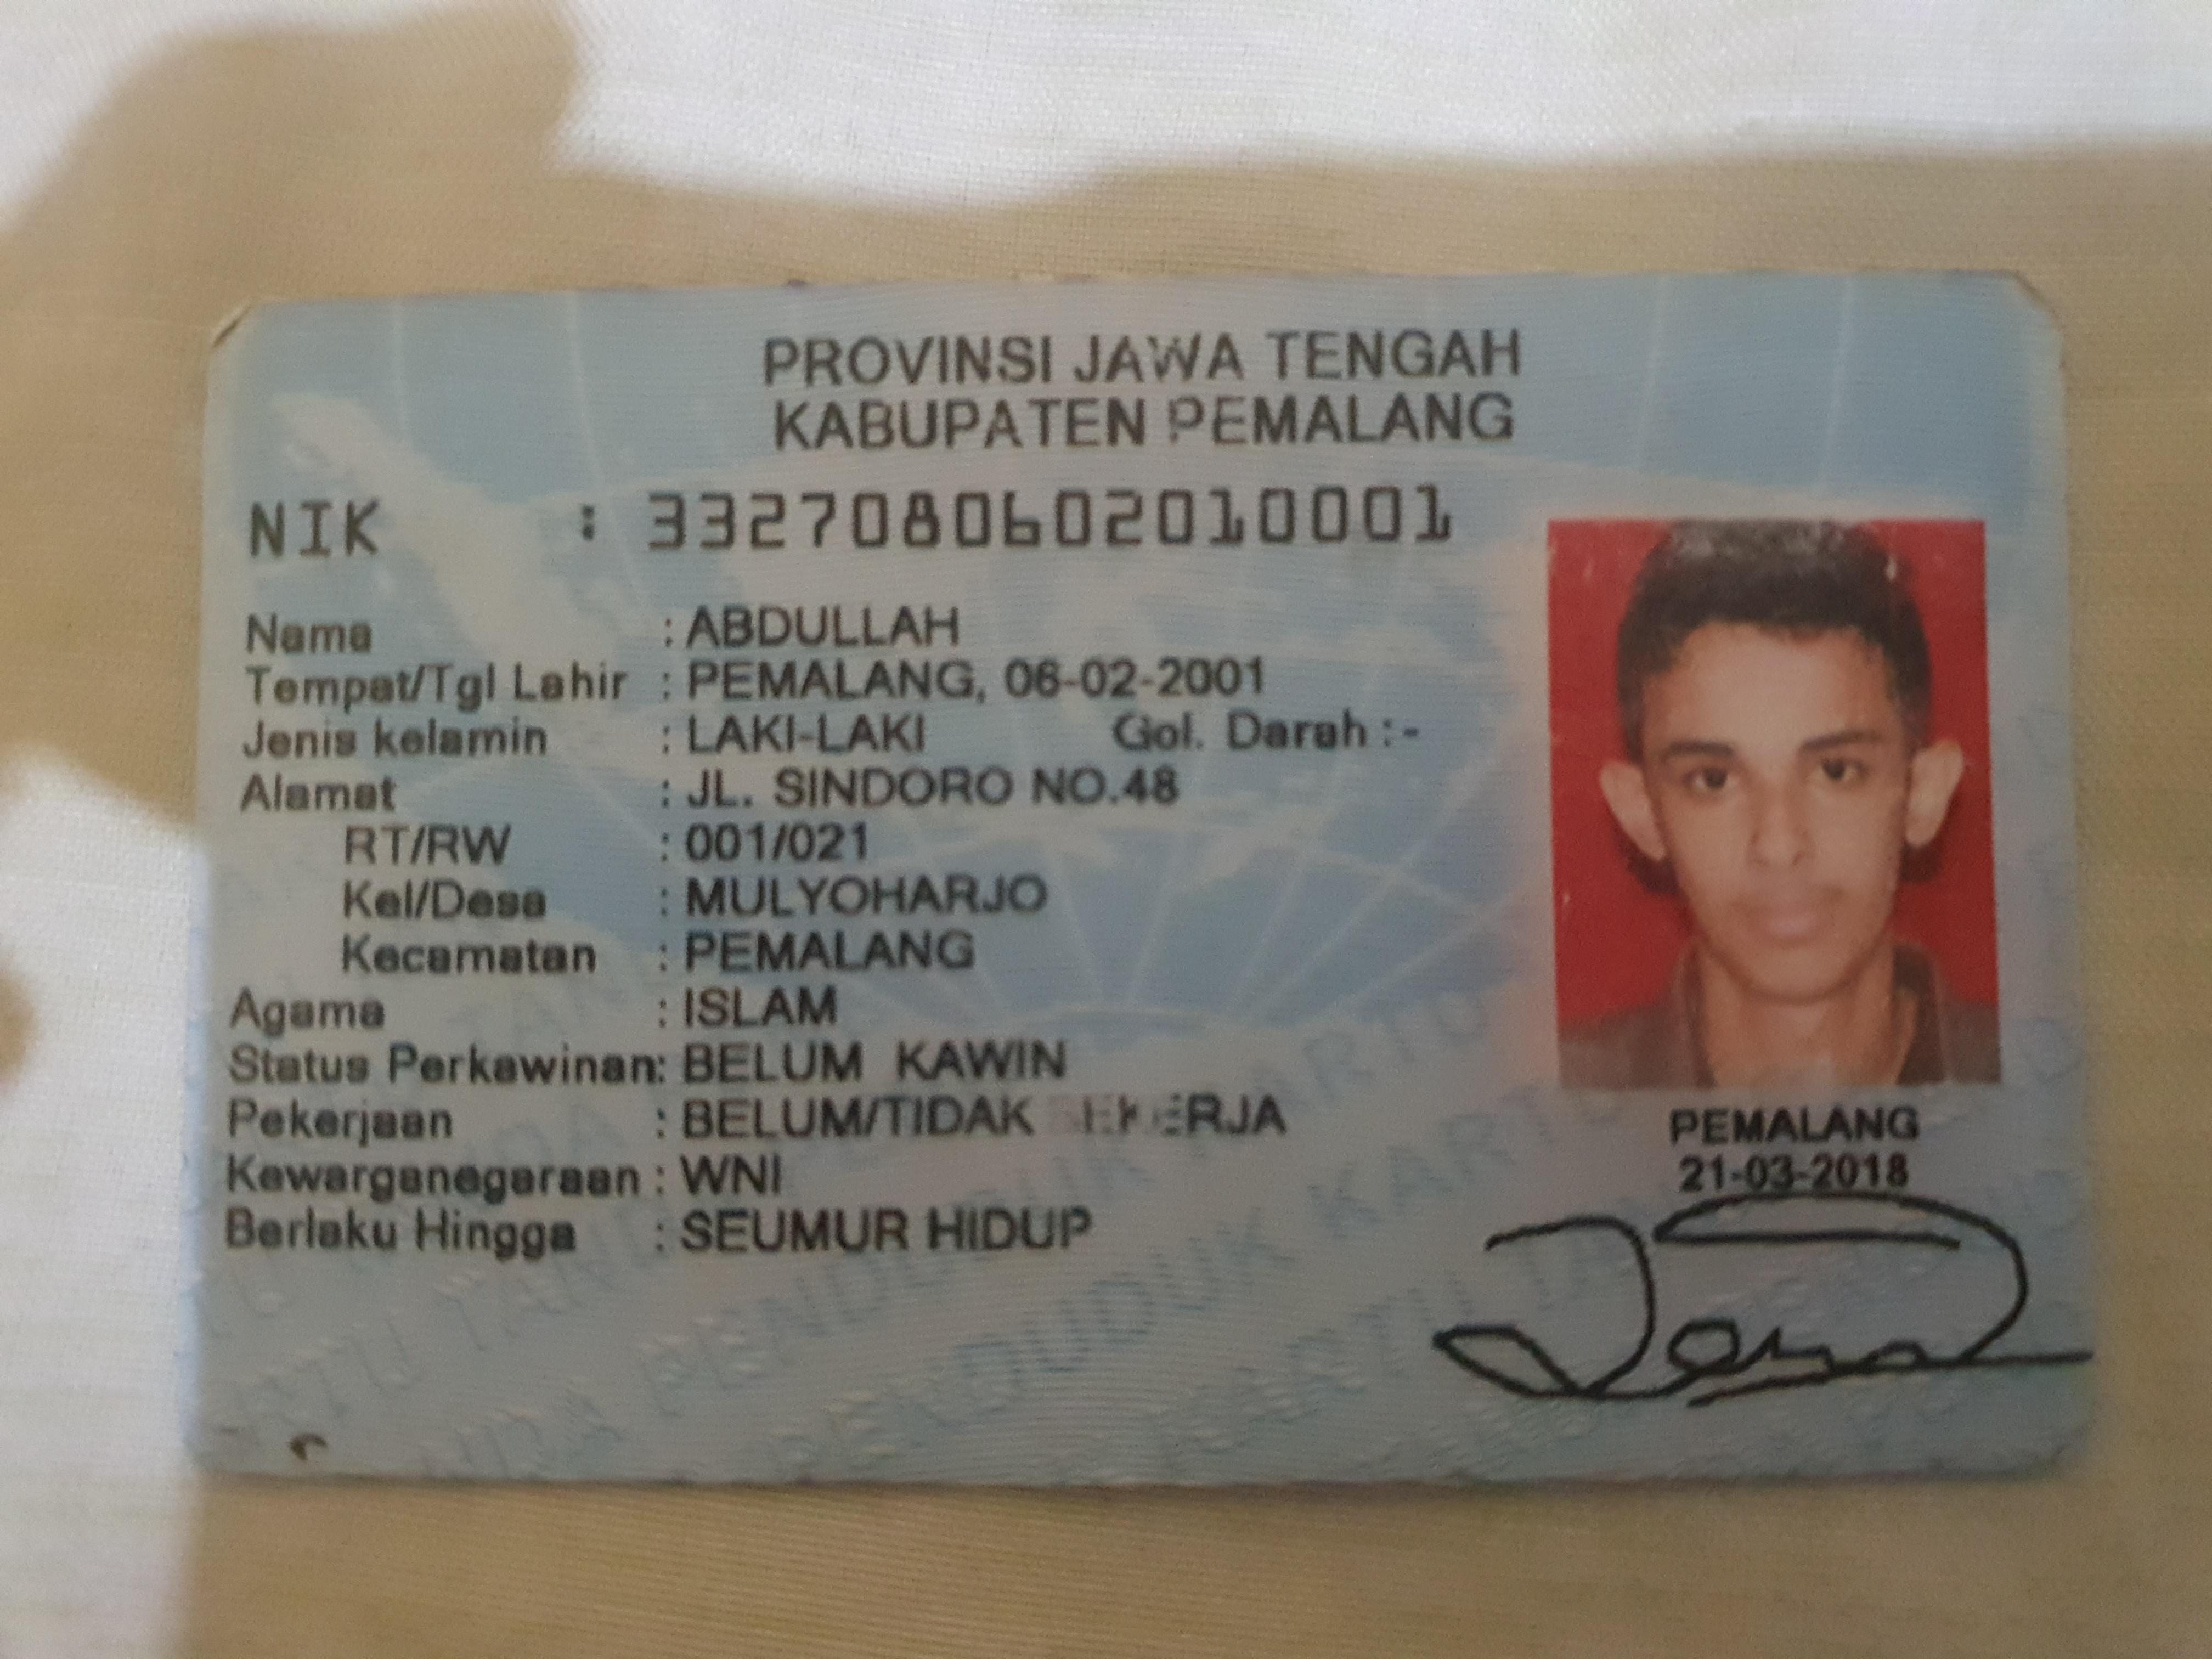 PROVINSI JAWA TENGAH
KABUPATEN PEMALANG
NIK : 3327080602010001
Nama : ABDULLAH
Tempat/Tgl Lahir : PEMALANG, 06-02-2001
Jenis kelamin : LAKI-LAKI Gol. Darah : -
Alamat : JL. SINDORO NO.48
RT/RW : 001/021
Kel/Desa : MULYOHARJO
Kecamatan : PEMALANG
Agama : ISLAM
Status Perkawinan: BELUM KAWIN
Pekerjaan : BELUM/TIDAK BEKERJA
Kewarganegaraan : WNI
Berlaku Hingga : SEUMUR HIDUP
PEMALANG
21-03-2018